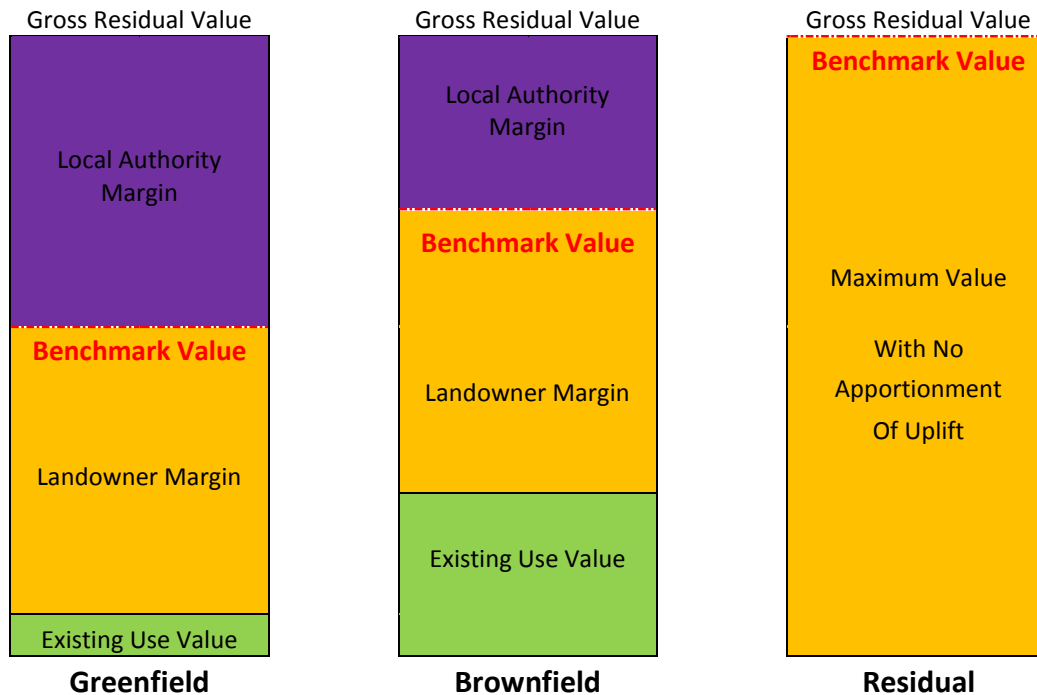 Gross Residual Value
Local Authority
Margin
Benchmark Value
Landowner Margin
Existing Use Value
Greenfield
Gross Residual Value
Local Authority
Margin
Benchmark Value
Landowner Margin
Existing Use Value
Brownfield
Gross Residual Value
Benchmark Value
Maximum Value
With No
Apportionment
Of Uplift
Residual